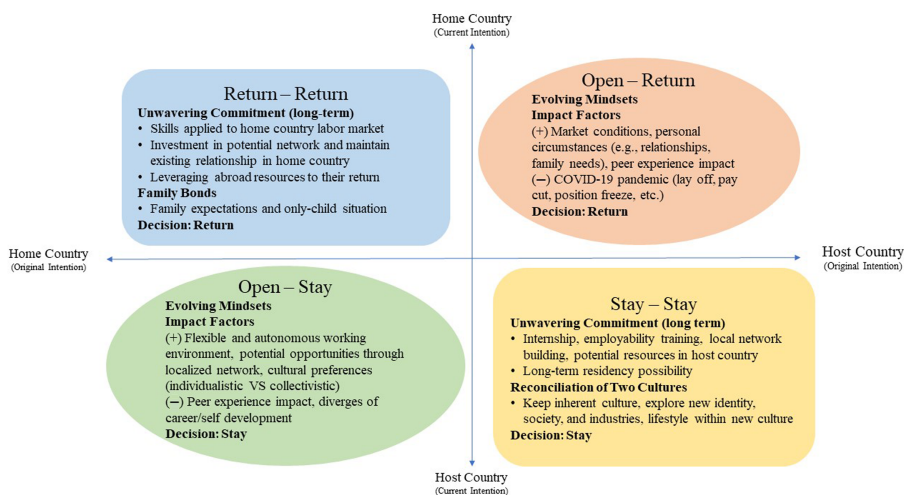 Home Country
(Current Intention)
Return – Return
Unwavering Commitment (long-term)
• Skills applied to home country labor market
• Investment in potential network and maintain
existing relationship in home country
• Leveraging abroad resources to their return
Family Bonds
• Family expectations and only-child situation
Decision: Return
Open – Return
Evolving Mindsets
Impact Factors
(+) Market conditions, personal
circumstances (e.g., relationships,
family needs), peer experience impact
(—) COVID-19 pandemic (lay off, pay
cut, position freeze, etc.)
Decision: Return
Home Country
(Original Intention)
Host Country
(Original Intention)
Open – Stay
Evolving Mindsets
Impact Factors
(+) Flexible and autonomous working
environment, potential opportunities through
localized network, cultural preferences
(individualistic VS collectivistic)
(—) Peer experience impact, diverges of
career/self development
Decision: Stay
Stay – Stay
Unwavering Commitment (long term)
• Internship, employability training, local network
building, potential resources in host country
• Long-term residency possibility
Reconciliation of Two Cultures
• Keep inherent culture, explore new identity,
society, and industries, lifestyle within new culture
Decision: Stay
Host Country
(Current Intention)